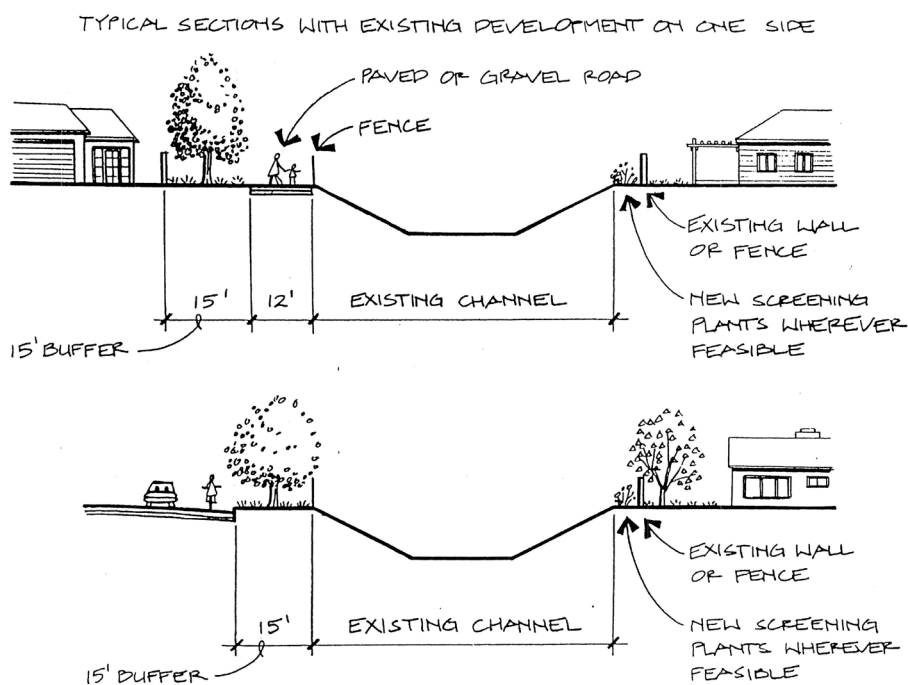 TYPICAL SECTIONS WITH EXISTING DEVELOPMENT ON ONE SIDE
PAVED OR GRAVEL ROAD
FENCE
EXISTING WALL
OR FENCE
15'
12'
EXISTING CHANNEL
NEW SCREENING
PLANTS WHEREVER
FEASIBLE
15' BUFFER
EXISTING WALL
OR FENCE
15'
EXISTING CHANNEL
NEW SCREENING
PLANTS WHEREVER
FEASIBLE
15' BUFFER